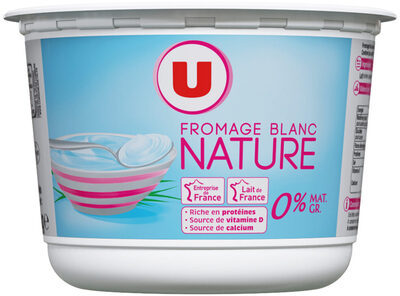 U
FROMAGE BLANC
NATURE
Entreprise
de
France
Lait de
France
• Riche en protéines
• Source de vitamine D
• Source de calcium
0% MAT.
GR.